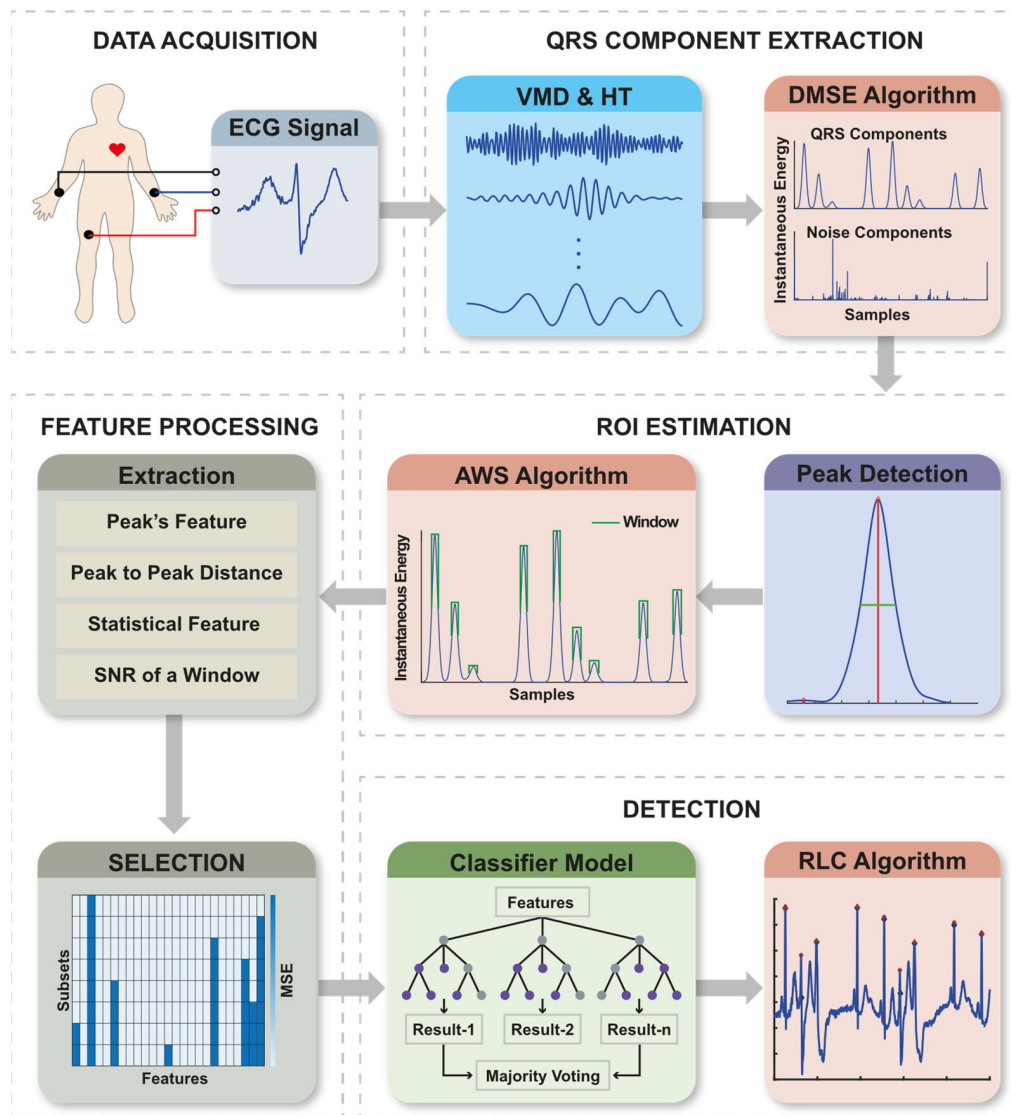 DATA ACQUISITION
ECG Signal
QRS COMPONENT EXTRACTION
VMD & HT
DMSE Algorithm
QRS Components
Instantaneous Energy
Noise Components
Samples
ROI ESTIMATION
Peak Detection
AWS Algorithm
Window
Instantaneous Energy
Samples
FEATURE PROCESSING
Extraction
Peak's Feature
Peak to Peak Distance
Statistical Feature
SNR of a Window
SELECTION
Subsets
MSE
Features
DETECTION
Classifier Model
Features
Result-1
Result-2
Result-n
Majority Voting
RLC Algorithm